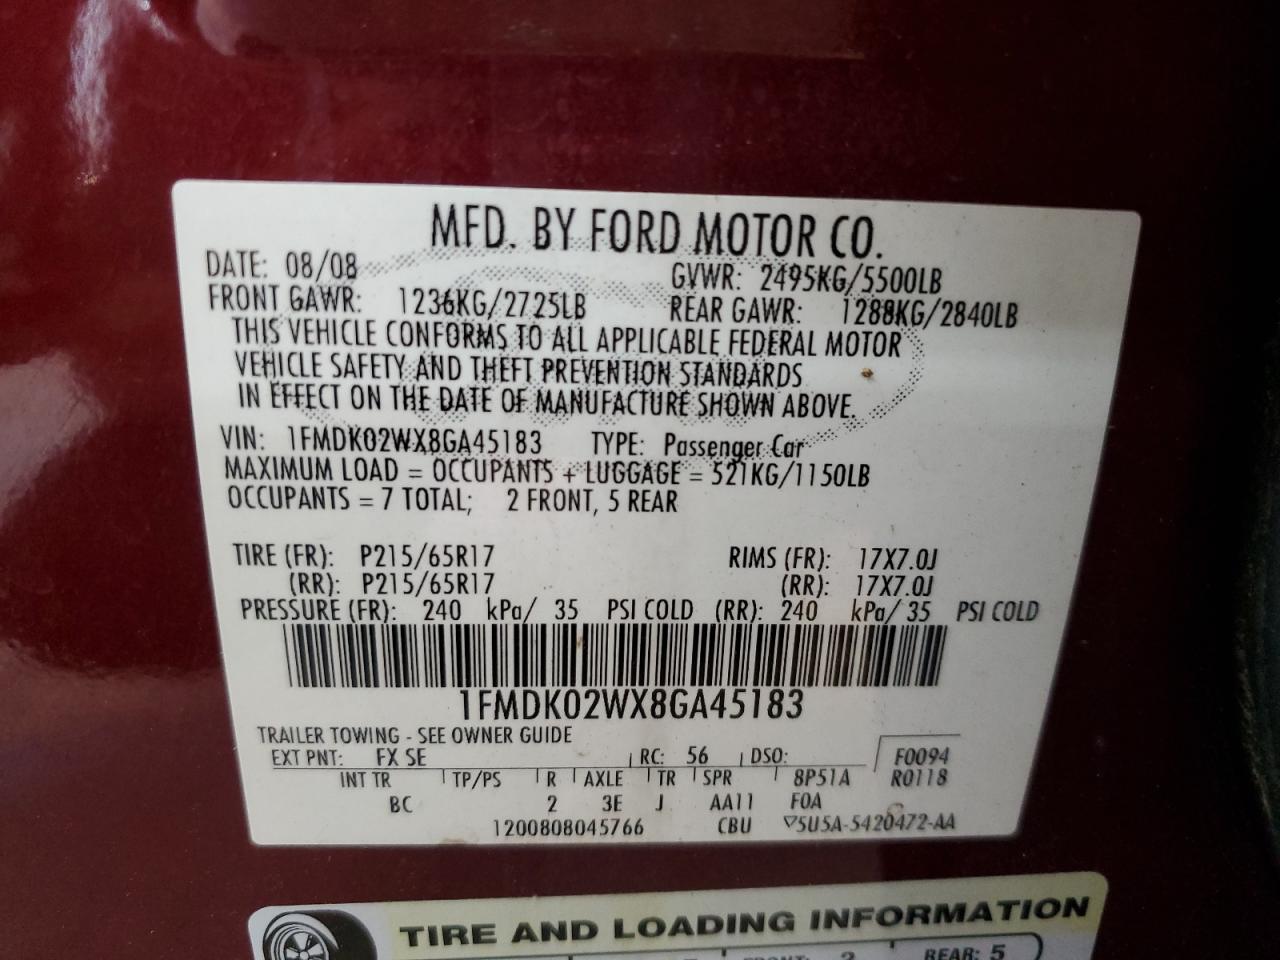 MFD. BY FORD MOTOR CO.
DATE: 08/08 GVWR: 2495KG/5500LB
FRONT GAWR: 1236KG/2725LB REAR GAWR: 1288KG/2840LB
THIS VEHICLE CONFORMS TO ALL APPLICABLE FEDERAL MOTOR
VEHICLE SAFETY AND THEFT PREVENTION STANDARDS
IN EFFECT ON THE DATE OF MANUFACTURE SHOWN ABOVE.
VIN: 1FMDK02WX8GA45183 TYPE: Passenger Car
MAXIMUM LOAD = OCCUPANTS + LUGGAGE = 521KG/1150LB
OCCUPANTS = 7 TOTAL; 2 FRONT, 5 REAR
TIRE (FR): P215/65R17 RIMS (FR): 17X7.0J
(RR): P215/65R17 (RR): 17X7.0J
PRESSURE (FR): 240 kPa/ 35 PSI COLD (RR): 240 kPa/ 35 PSI COLD
1FMDK02WX8GA45183
TRAILER TOWING - SEE OWNER GUIDE
EXT PNT: FX SE RC: 56 DSO: F0094
INT TR TP/PS R AXLE TR SPR 8P51A R0118
BC 2 3E J AA11 F0A
1200808045766 CBU ▽5U5A-5420472-AA
TIRE AND LOADING INFORMATION
FRONT: 2 REAR: 5